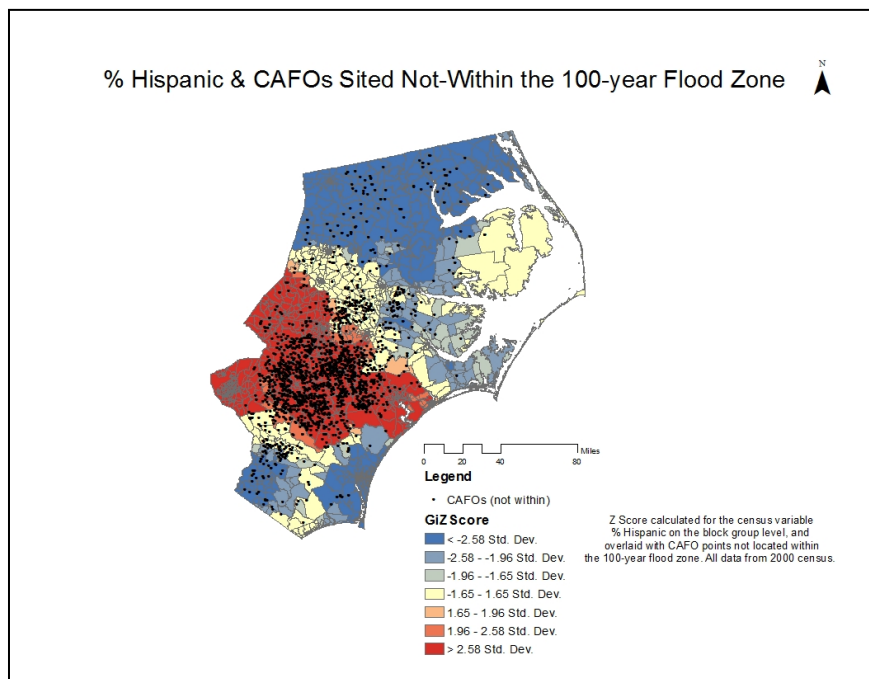 % Hispanic & CAFOs Sited Not-Within the 100-year Flood Zone
N
0 20 40 80
Miles
Legend
CAFOs (not within)
GiZ Score
< -2.58 Std. Dev.
-2.58 - -1.96 Std. Dev.
-1.96 - -1.65 Std. Dev.
-1.65 - 1.65 Std. Dev.
1.65 - 1.96 Std. Dev.
1.96 - 2.58 Std. Dev.
> 2.58 Std. Dev.
Z Score calculated for the census variable
% Hispanic on the block group level, and
overlaid with CAFO points not located within
the 100-year flood zone. All data from 2000 census.